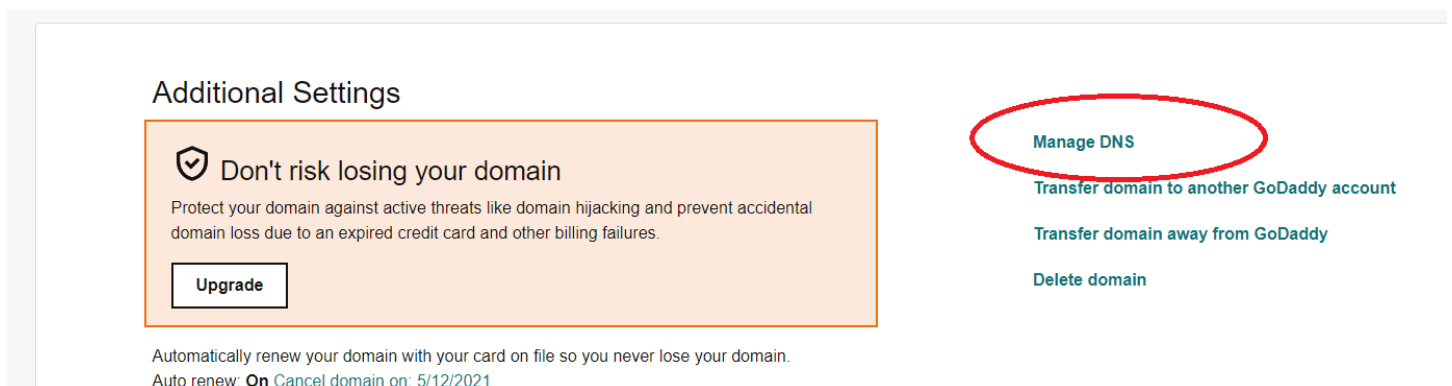 Additional Settings
Don't risk losing your domain
Protect your domain against active threats like domain hijacking and prevent accidental
domain loss due to an expired credit card and other billing failures.
Upgrade
Automatically renew your domain with your card on file so you never lose your domain.
Auto renew: On Cancel domain on: 5/12/2021
Manage DNS
Transfer domain to another GoDaddy account
Transfer domain away from GoDaddy
Delete domain